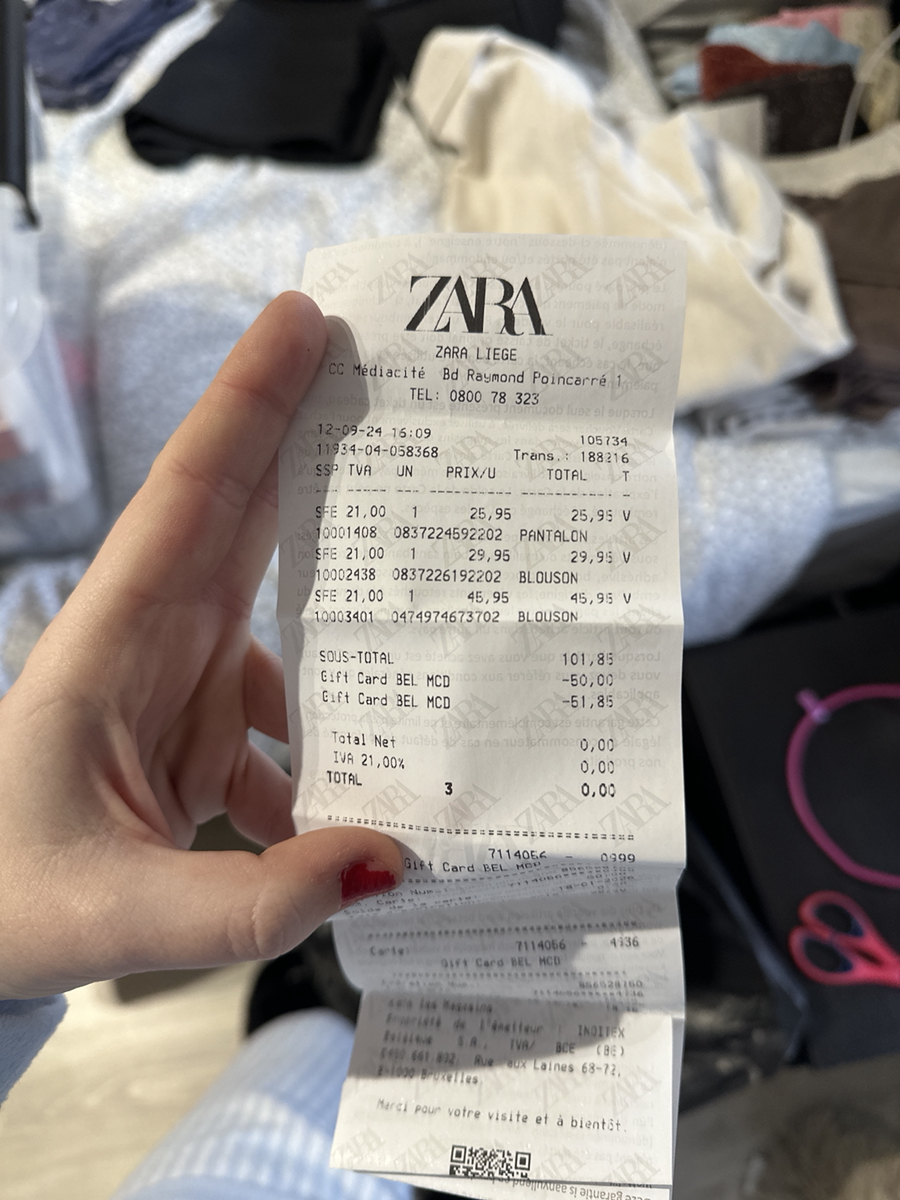 ZARA
ZARA LIEGE
CC Médiacité Bd Raymond Poincarré 1
TEL: 0800 78 323
12-09-24 16:09 105734
11934-04-058368 Trans.: 188216
SSP TVA UN PRIX/U TOTAL T
SFE 21,00 1 25,95 25,95 V
10001408 0837224592202 PANTALON
SFE 21,00 1 29,95 29,95 V
10002438 0837226192202 BLOUSON
SFE 21,00 1 45,95 45,95 V
10003401 0474974673702 BLOUSON
SOUS-TOTAL 101,85
Gift Card BEL MCD -50,00
Gift Card BEL MCD -51,85
Total Net 0,00
IVA 21,00% 0,00
TOTAL 3 0,00
7114056 - 0999
Gift Card BEL MCD
Carte: 7114056 - 4136
Gift Card BEL MCD
Propriété de l'émetteur INDITEX
Belgique S.A. IVA/ BCE (BE)
Rue aux Laines 68-72,
B-1000 Bruxelles
Merci pour votre visite et à bientôt.